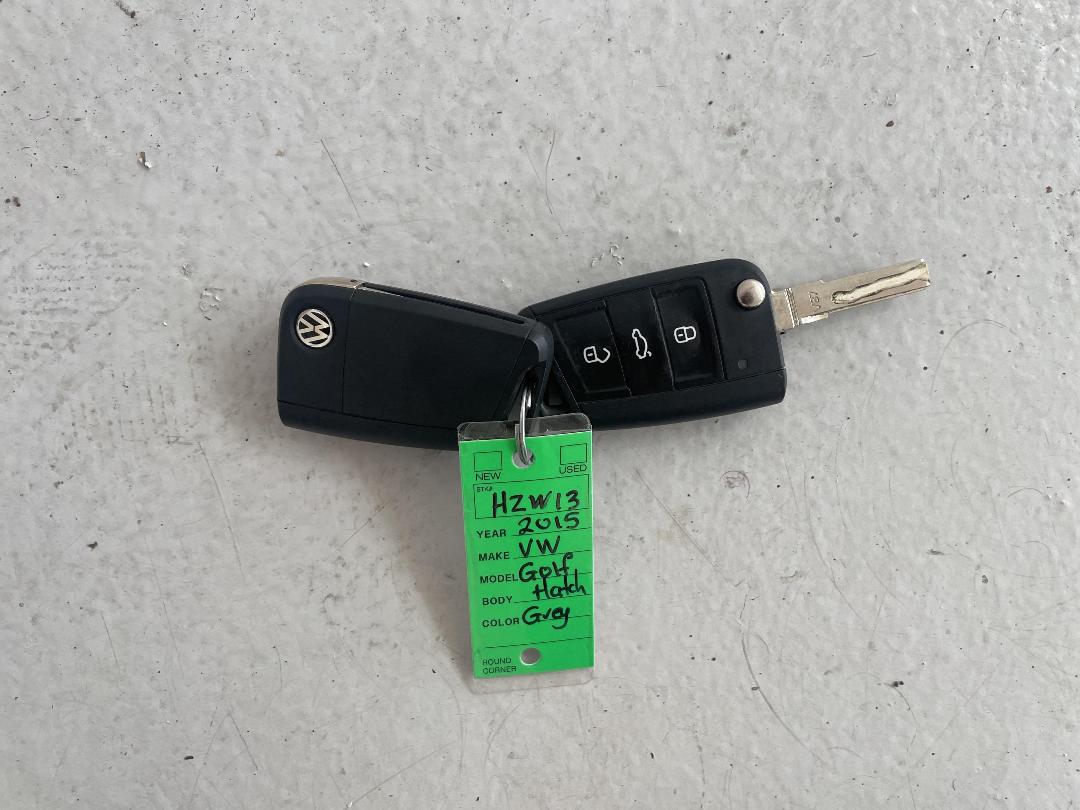 NEW USED
STK#
HZW13
YEAR 2015
MAKE VW
MODEL Golf
BODY Hatch
COLOR Grey
ROUND
CORNER